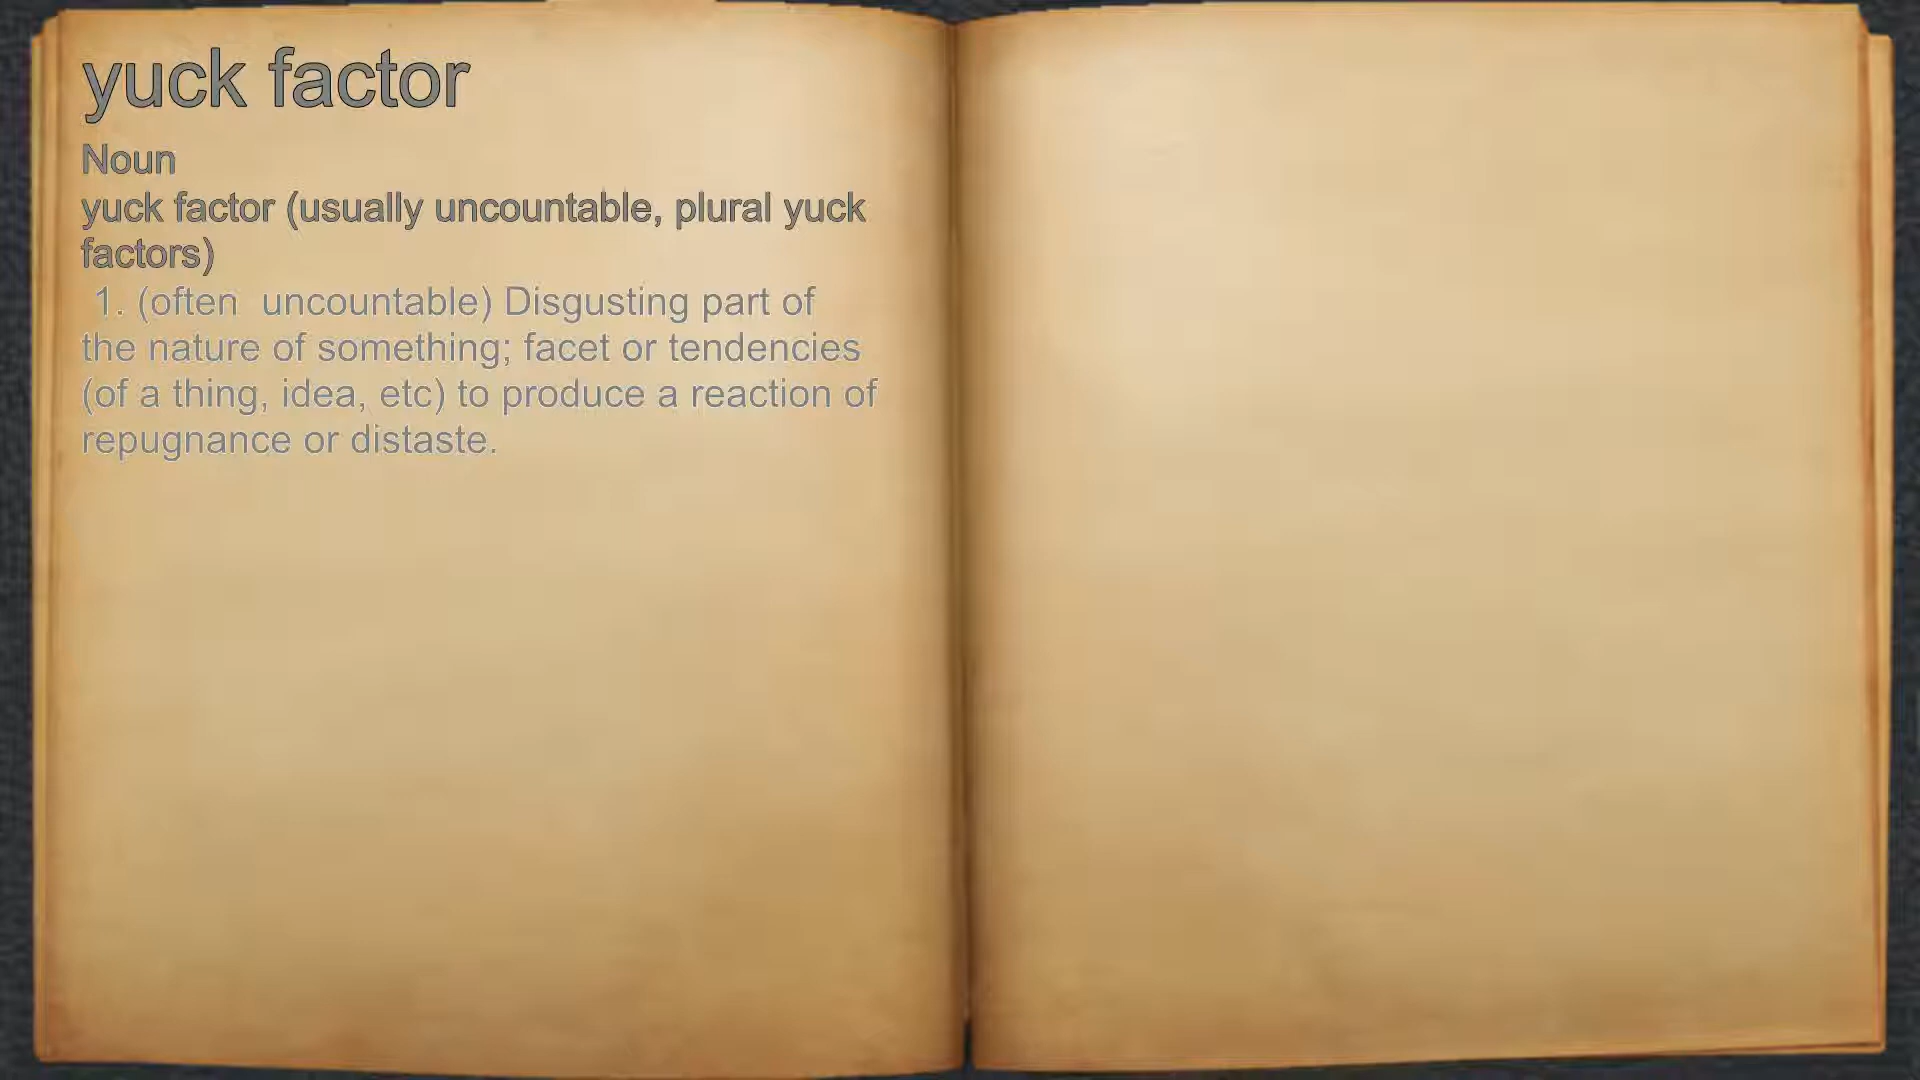 yuck factor
Noun
yuck factor (usually uncountable, plural yuck
factors)
1. (often  uncountable) Disgusting part of
the nature of something; facet or tendencies
(of a thing, idea, etc) to produce a reaction of
repugnance or distaste.